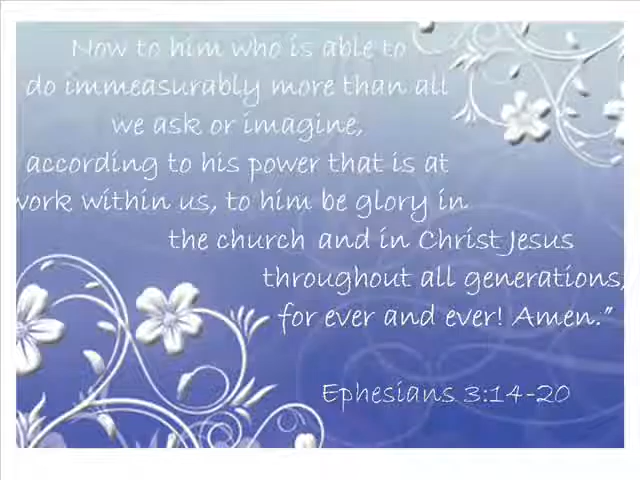 Now to him who is able to
do immeasurably more than all
we ask or imagine,
according to his power that is at
work within us, to him be glory in
the church and in Christ Jesus
throughout all generations,
for ever and ever! Amen."
Ephesians 3:14-20